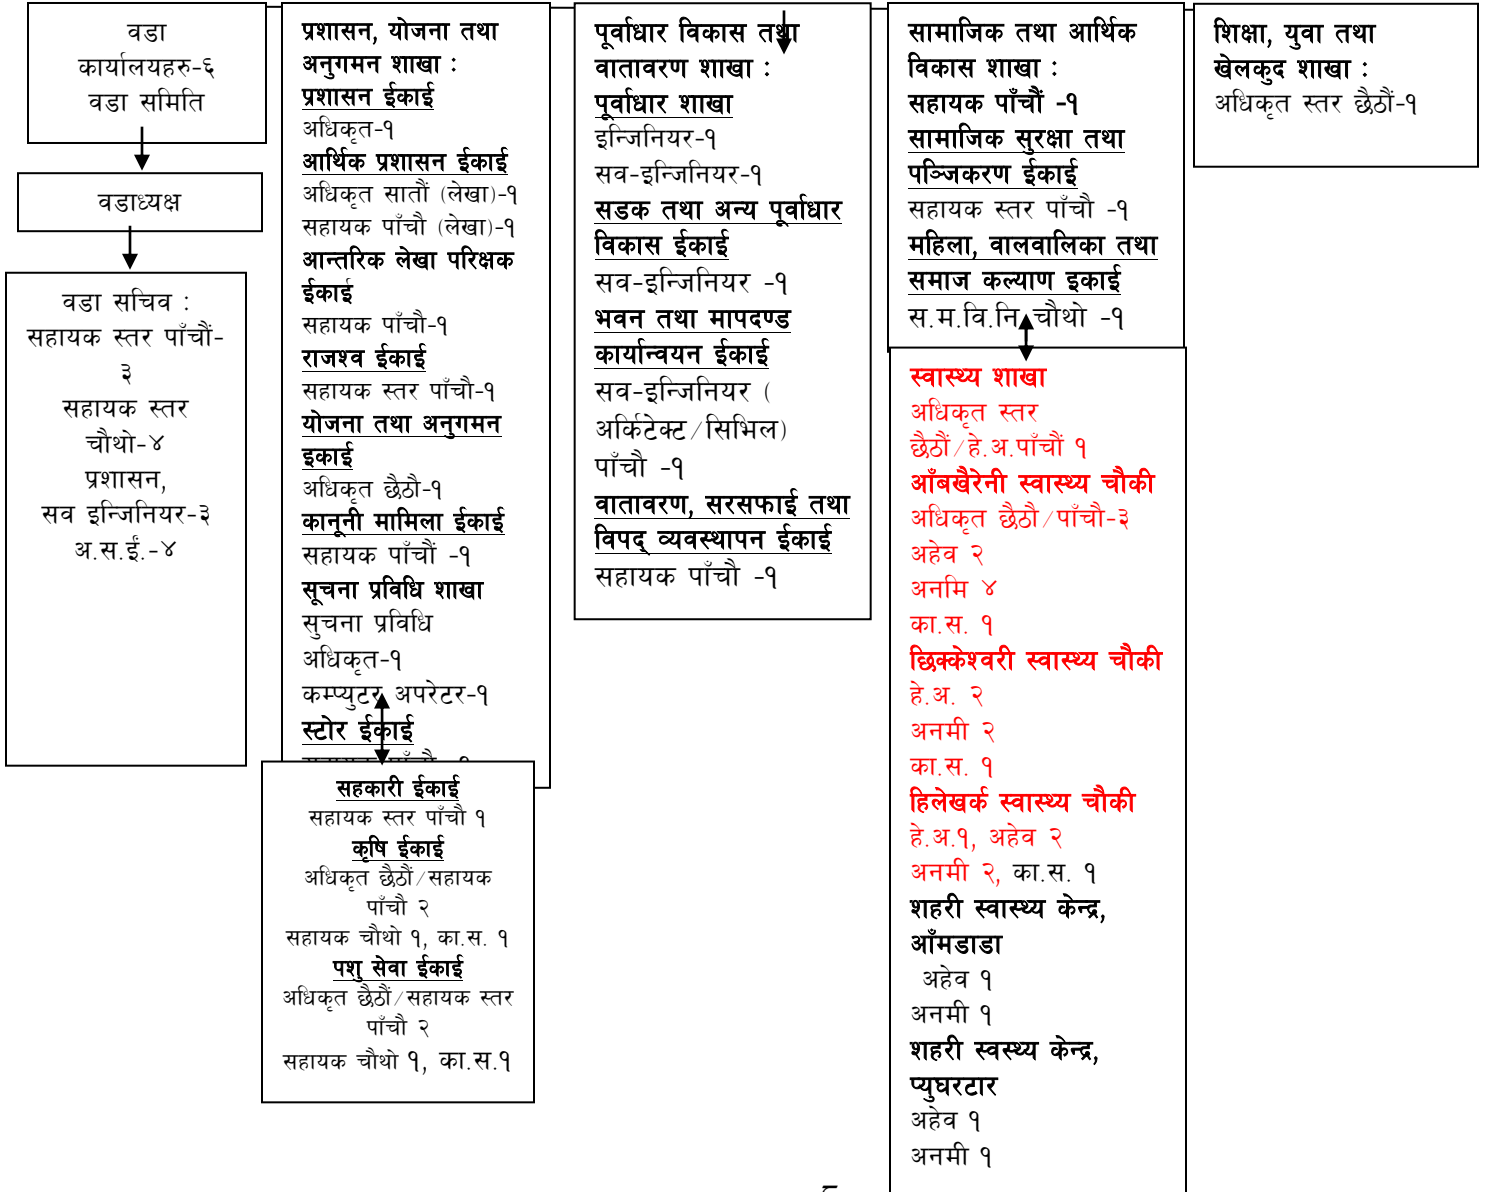 वडा
कार्यालयहरु-६
वडा समिति
वडाध्यक्ष
वडा सचिव :
सहायक स्तर पाँचौं-
३
सहायक स्तर
चौथो-४
प्रशासन,
सव इन्जिनियर-३
अ.स.ईं.-४
प्रशासन, योजना तथा
अनुगमन शाखा :
प्रशासन ईकाई
अधिकृत-१
आर्थिक प्रशासन ईकाई
अधिकृत सातौं (लेखा)-१
सहायक पाँचौ (लेखा)-१
आन्तरिक लेखा परिक्षक
ईकाई
सहायक पाँचौ-१
राजश्व ईकाई
सहायक स्तर पाँचौ-१
योजना तथा अनुगमन
इकाई
अधिकृत छैठौ-१
कानूनी मामिला ईकाई
सहायक पाँचौं -१
सूचना प्रविधि शाखा
सुचना प्रविधि
अधिकृत-१
कम्प्युटर अपरेटर-१
स्टोर ईकाई
सहकारी ईकाई
सहायक स्तर पाँचौ १
कृषि ईकाई
अधिकृत छैठौं/सहायक
पाँचौ २
सहायक चौथो १, का.स. १
पशु सेवा ईकाई
अधिकृत छैठौं/सहायक स्तर
पाँचौ २
सहायक चौथो १, का.स.१
पूर्वाधार विकास तथा
वातावरण शाखा :
पूर्वाधार शाखा
इन्जिनियर-१
सव-इन्जिनियर-१
सडक तथा अन्य पूर्वाधार
विकास ईकाई
सव-इन्जिनियर -१
भवन तथा मापदण्ड
कार्यान्वयन ईकाई
सव-इन्जिनियर (
अर्किटेक्ट/सिभिल)
पाँचौ -१
वातावरण, सरसफाई तथा
विपद् व्यवस्थापन ईकाई
सहायक पाँचौ -१
सामाजिक तथा आर्थिक
विकास शाखा :
सहायक पाँचौं -१
सामाजिक सुरक्षा तथा
पञ्जिकरण ईकाई
सहायक स्तर पाँचौ -१
महिला, वालवालिका तथा
समाज कल्याण इकाई
स.म.वि.नि चौथो -१
स्वास्थ्य शाखा
अधिकृत स्तर
छैठौं/हे.अ.पाँचौं १
आँबखैरेनी स्वास्थ्य चौकी
अधिकृत छैठौ/पाँचौ-३
अहेव २
अनमि ४
का.स. १
छिक्केश्वरी स्वास्थ्य चौकी
हे.अ. २
अनमी २
का.स. १
हिलेखर्क स्वास्थ्य चौकी
हे.अ.१, अहेव २
अनमी २, का.स. १
शहरी स्वास्थ्य केन्द्र,
आँमडाडा
अहेव १
अनमी १
शहरी स्वस्थ्य केन्द्र,
प्युघरटार
अहेव १
अनमी १
शिक्षा, युवा तथा
खेलकुद शाखा :
अधिकृत स्तर छैठौं-१